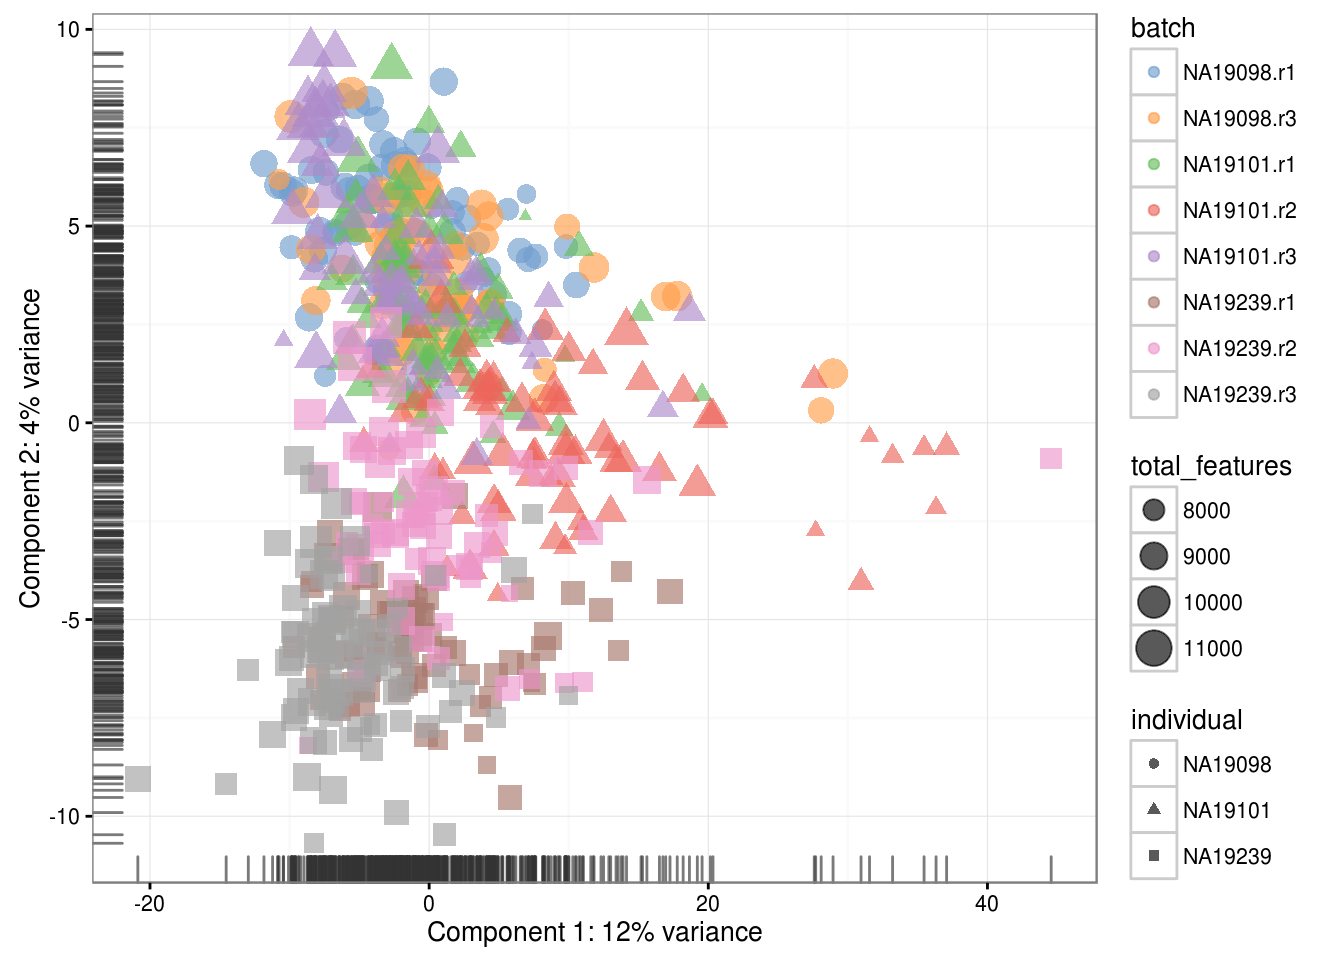 10
5
0
-5
-10
Component 2: 4% variance
-20
0
20
40
Component 1: 12% variance
batch
NA19098.r1
NA19098.r3
NA19101.r1
NA19101.r2
NA19101.r3
NA19239.r1
NA19239.r2
NA19239.r3
total_features
8000
9000
10000
11000
individual
NA19098
NA19101
NA19239